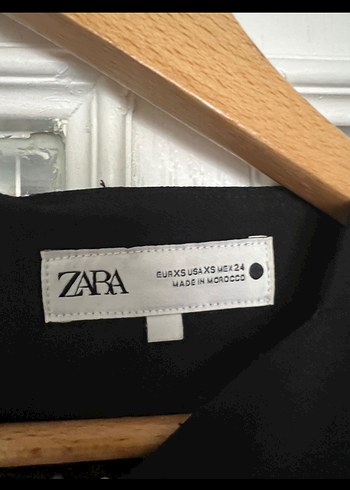 ZARA
EUR XS USA XS MEX 24
MADE IN MOROCCO